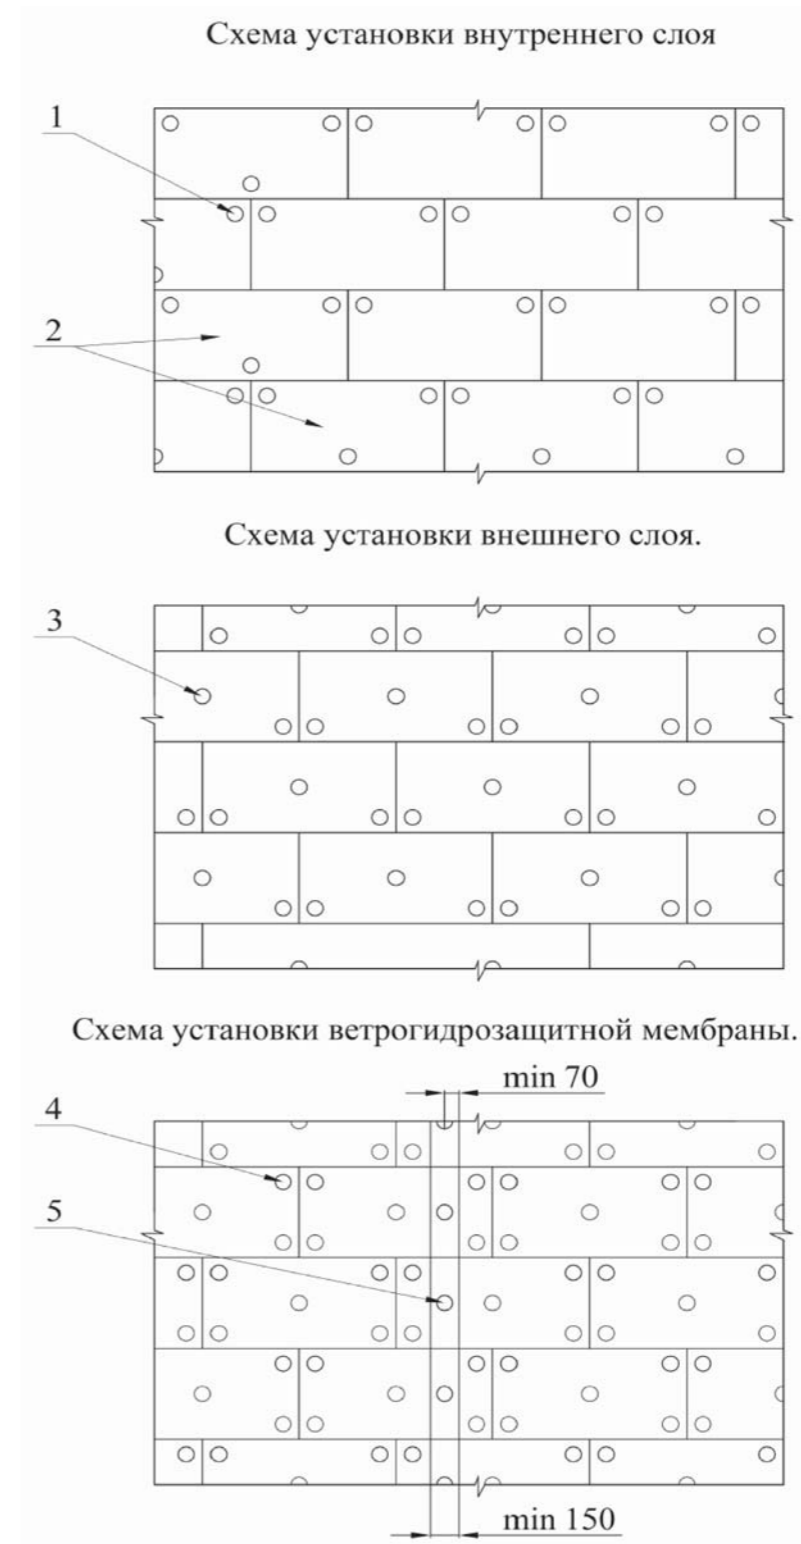 Схема установки внутреннего слоя
1
2
Схема установки внешнего слоя.
3
Схема установки ветрогидрозащитной мембраны.
min 70
4
5
min 150